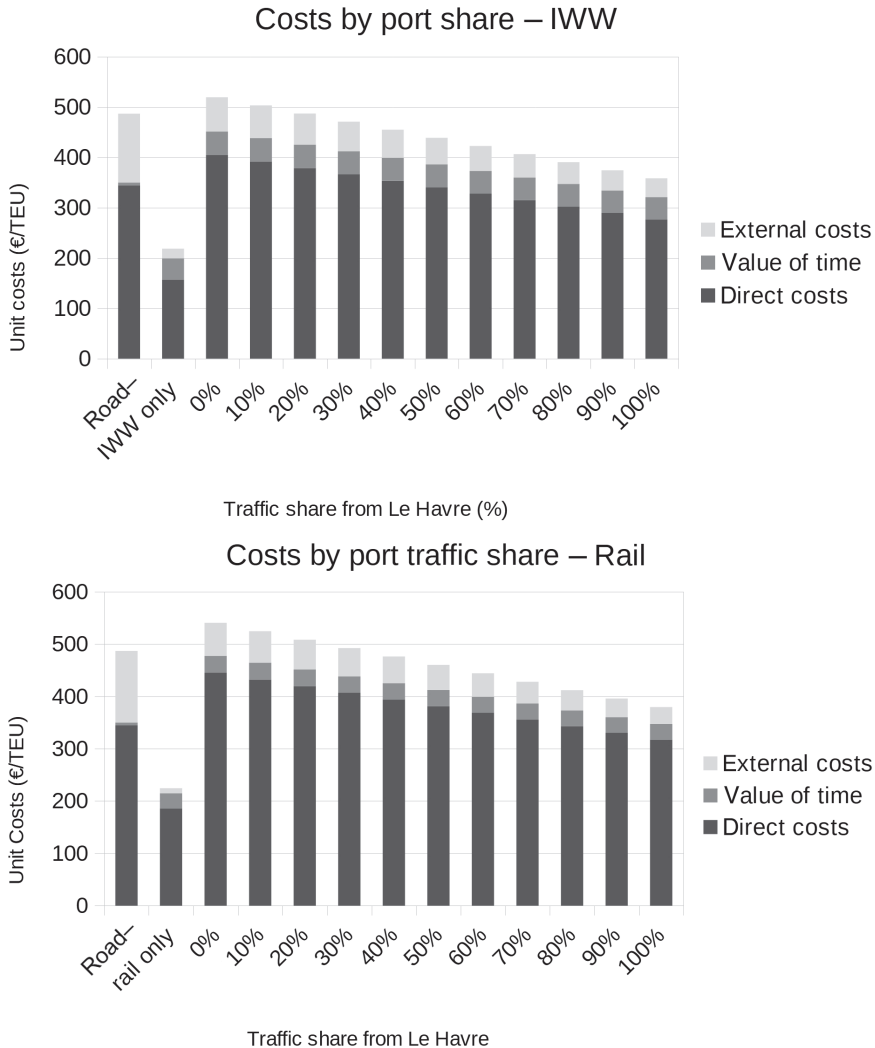 Costs by port share – IWW
600
500
400
300
200
100
0
Unit costs (€/TEU)
External costs
Value of time
Direct costs
Road–
IWW only
0%
10%
20%
30%
40%
50%
60%
70%
80%
90%
100%
Traffic share from Le Havre (%)
Costs by port traffic share – Rail
600
500
400
300
200
100
0
Unit Costs (€/TEU)
External costs
Value of time
Direct costs
Road–
rail only
0%
10%
20%
30%
40%
50%
60%
70%
80%
90%
100%
Traffic share from Le Havre